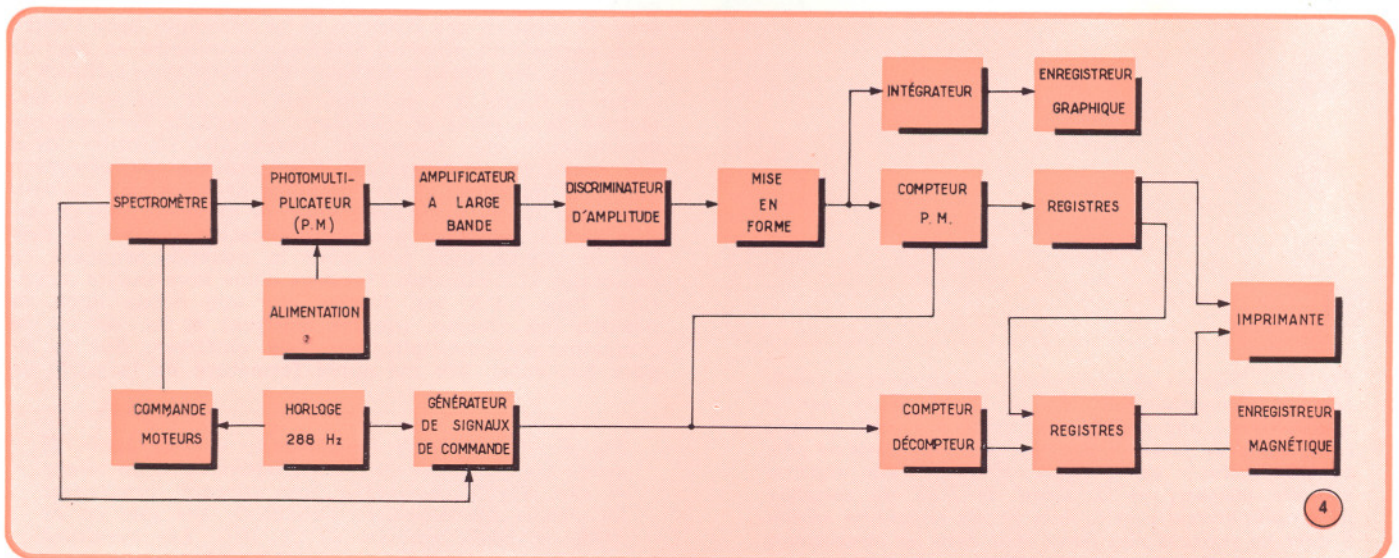 INTÉGRATEUR
ENREGISTREUR
GRAPHIQUE
SPECTROMÈTRE
PHOTOMULTI-
PLICATEUR
(P.M)
AMPLIFICATEUR
A LARGE
BANDE
DISCRIMINATEUR
D'AMPLITUDE
MISE
EN
FORME
COMPTEUR
P. M.
REGISTRES
ALIMENTATION
IMPRIMANTE
COMMANDE
MOTEURS
HORLOGE
288 Hz
GÉNÉRATEUR
DE SIGNAUX
DE COMMANDE
COMPTEUR
DÉCOMPTEUR
REGISTRES
ENREGISTREUR
MAGNÉTIQUE
4